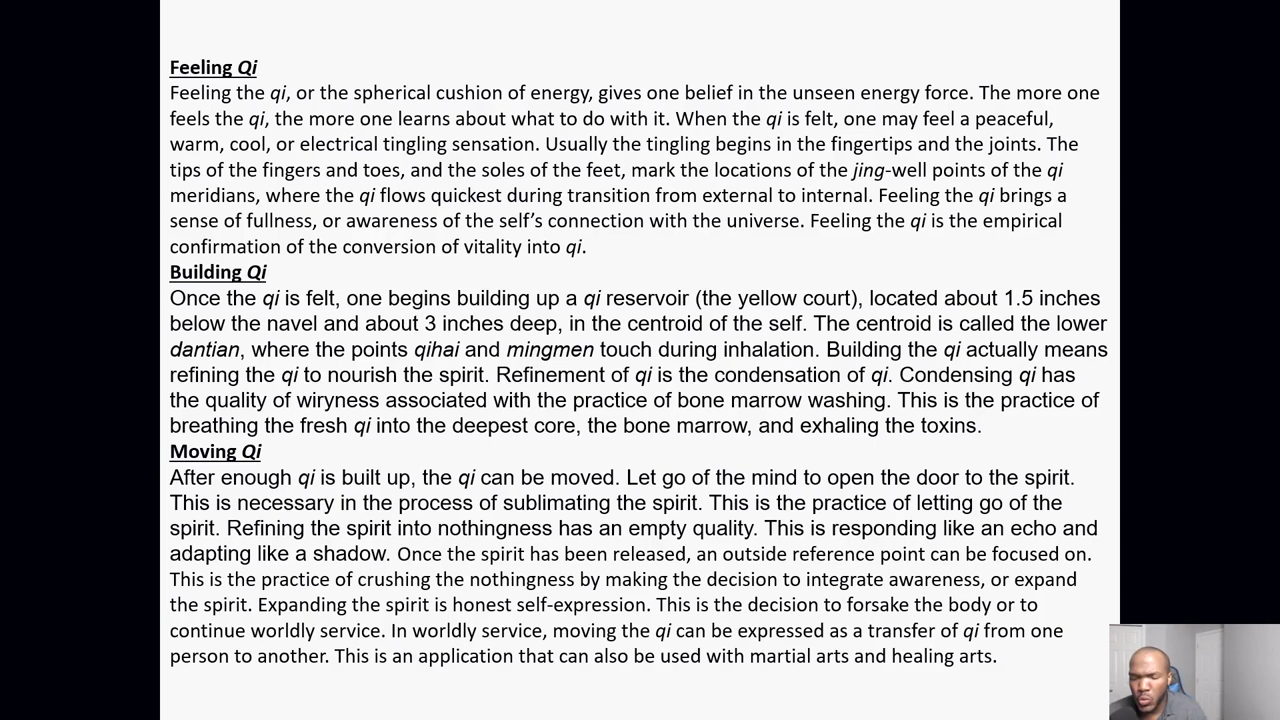 Feeling Qi
Feeling the qi, or the spherical cushion of energy, gives one belief in the unseen energy force. The more one
feels the qi, the more one learns about what to do with it. When the qi is felt, one may feel a peaceful,
warm, cool, or electrical tingling sensation. Usually the tingling begins in the fingertips and the joints. The
tips of the fingers and toes, and the soles of the feet, mark the locations of the jing-well points of the qi
meridians, where the qi flows quickest during transition from external to internal. Feeling the qi brings a
sense of fullness, or awareness of the self’s connection with the universe. Feeling the qi is the empirical
confirmation of the conversion of vitality into qi.
Building Qi
Once the qi is felt, one begins building up a qi reservoir (the yellow court), located about 1.5 inches
below the navel and about 3 inches deep, in the centroid of the self. The centroid is called the lower
dantian, where the points qihai and mingmen touch during inhalation. Building the qi actually means
refining the qi to nourish the spirit. Refinement of qi is the condensation of qi. Condensing qi has
the quality of wiryness associated with the practice of bone marrow washing. This is the practice of
breathing the fresh qi into the deepest core, the bone marrow, and exhaling the toxins.
Moving Qi
After enough qi is built up, the qi can be moved. Let go of the mind to open the door to the spirit.
This is necessary in the process of sublimating the spirit. This is the practice of letting go of the
spirit. Refining the spirit into nothingness has an empty quality. This is responding like an echo and
adapting like a shadow. Once the spirit has been released, an outside reference point can be focused on.
This is the practice of crushing the nothingness by making the decision to integrate awareness, or expand
the spirit. Expanding the spirit is honest self-expression. This is the decision to forsake the body or to
continue worldly service. In worldly service, moving the qi can be expressed as a transfer of qi from one
person to another. This is an application that can also be used with martial arts and healing arts.